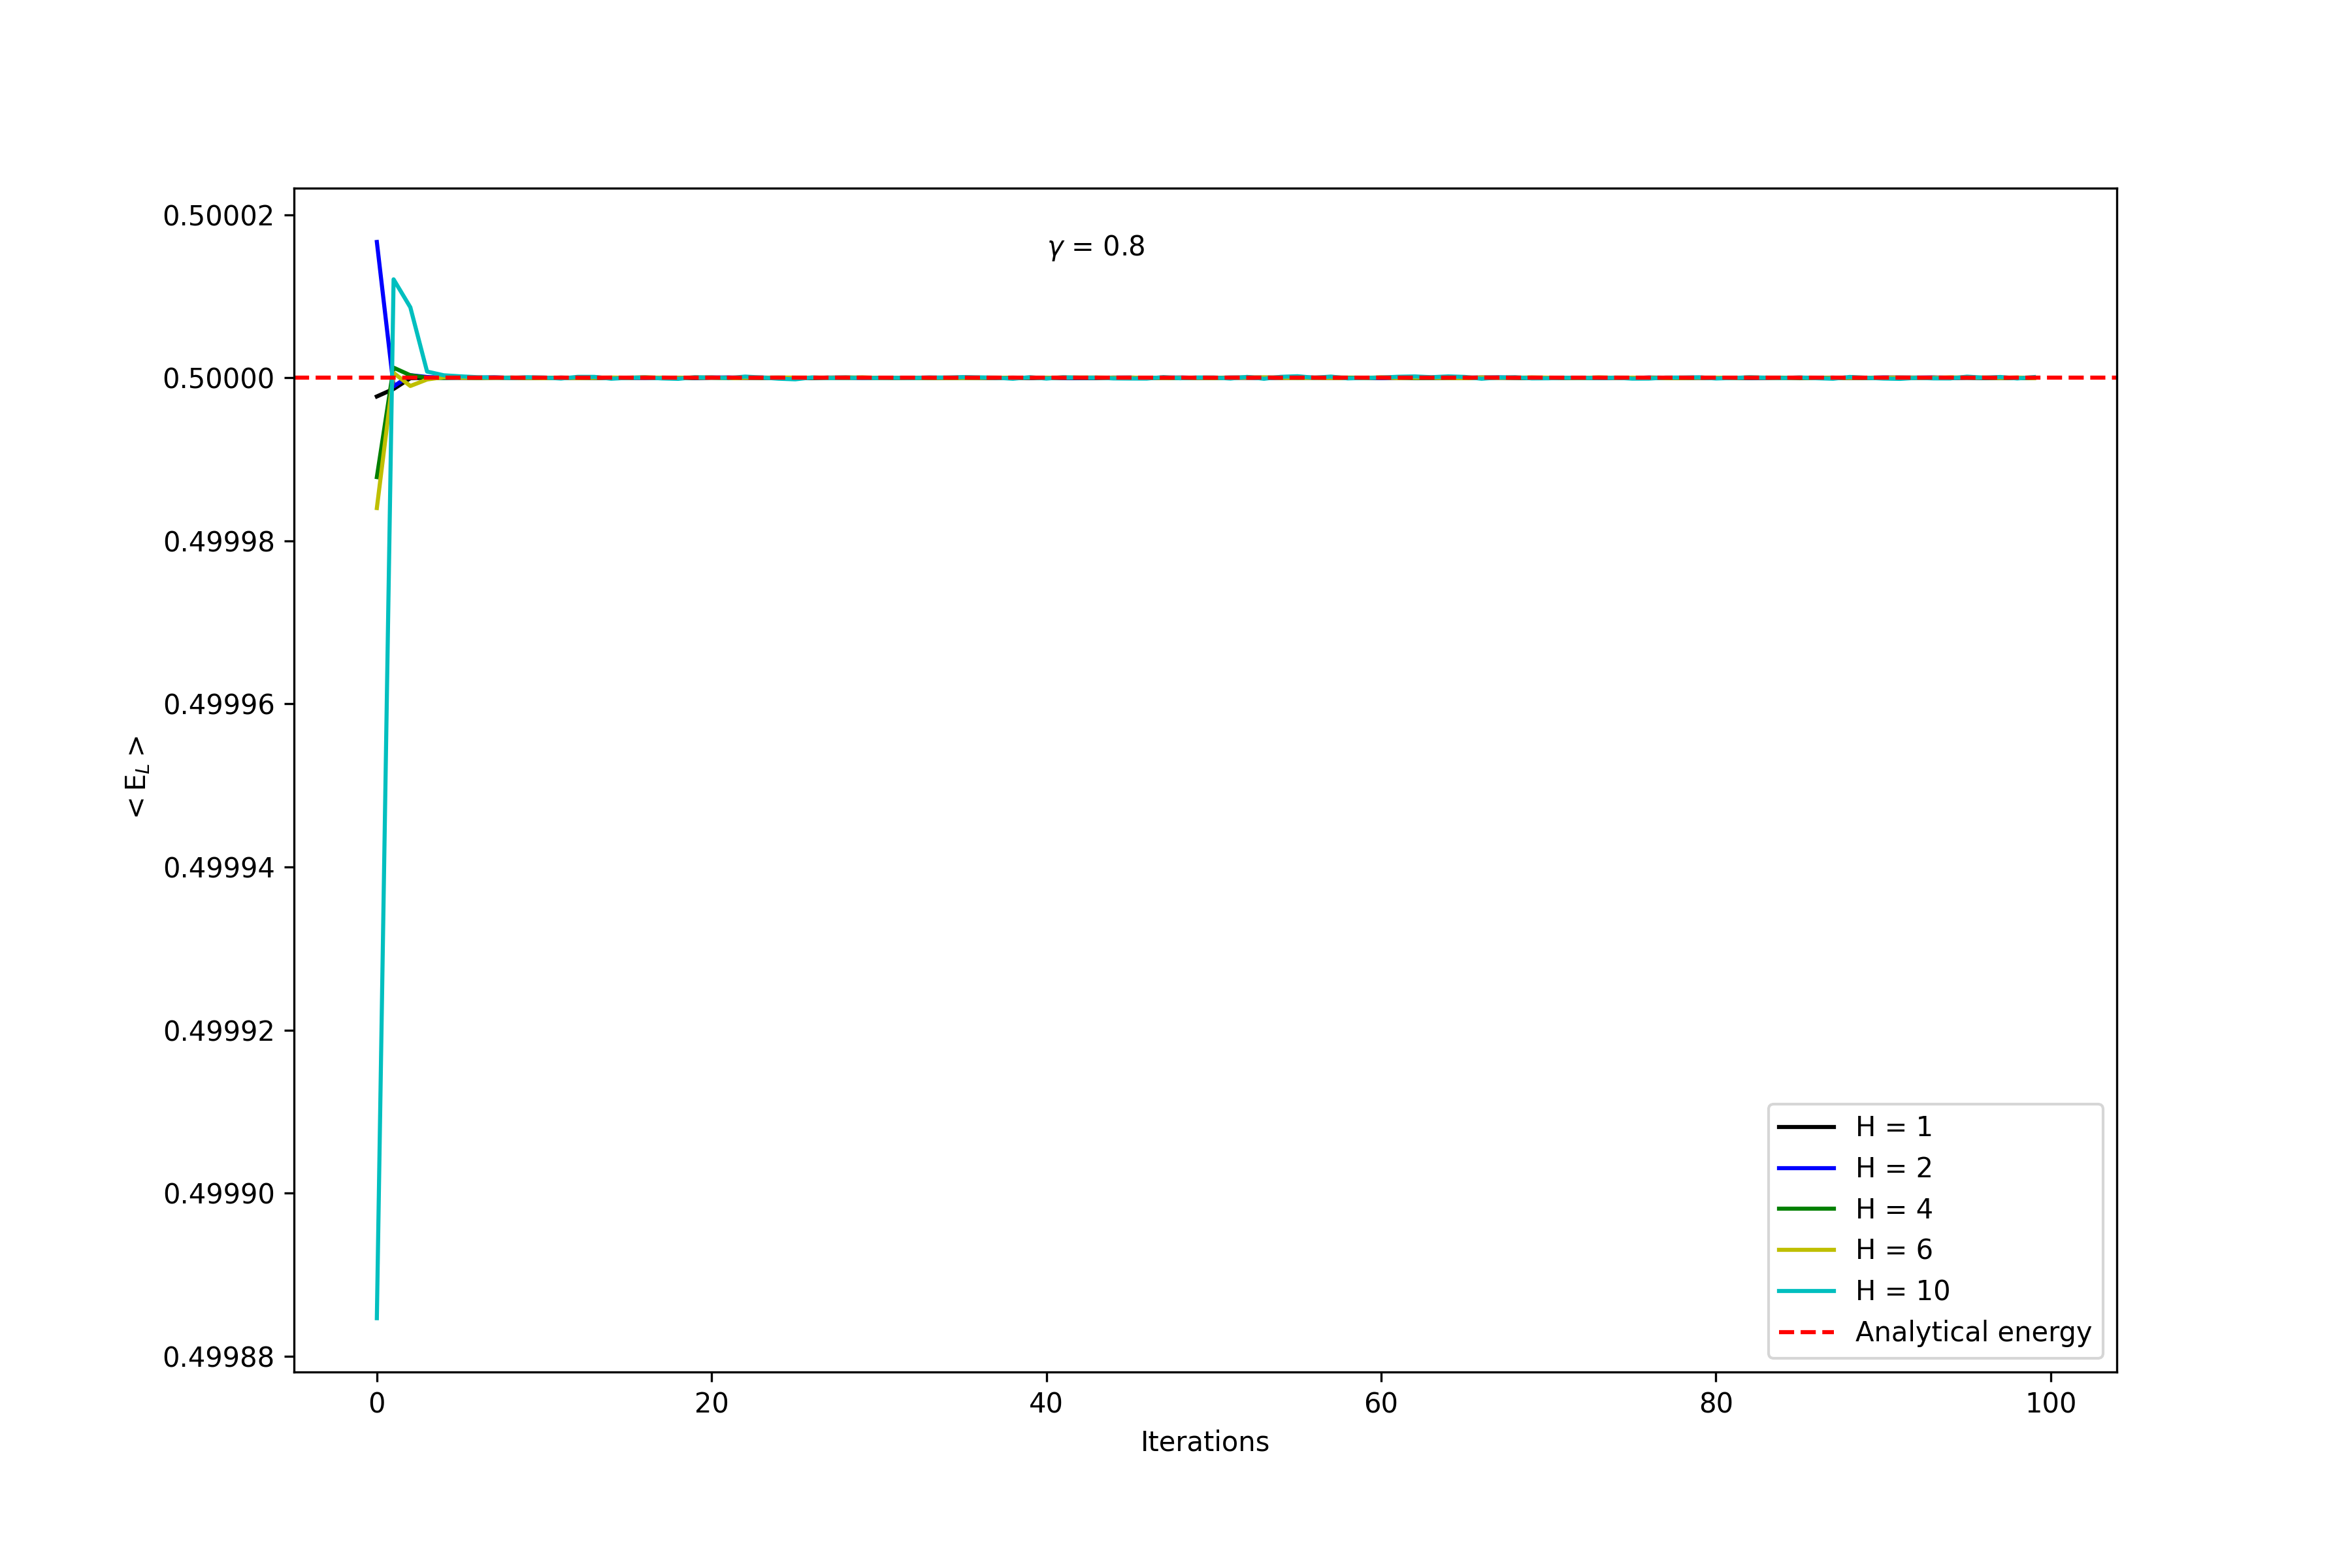 γ = 0.8
0.50002
0.50000
0.49998
0.49996
0.49994
0.49992
0.49990
0.49988
<E_L>
0 20 40 60 80 100
Iterations
H = 1
H = 2
H = 4
H = 6
H = 10
Analytical energy